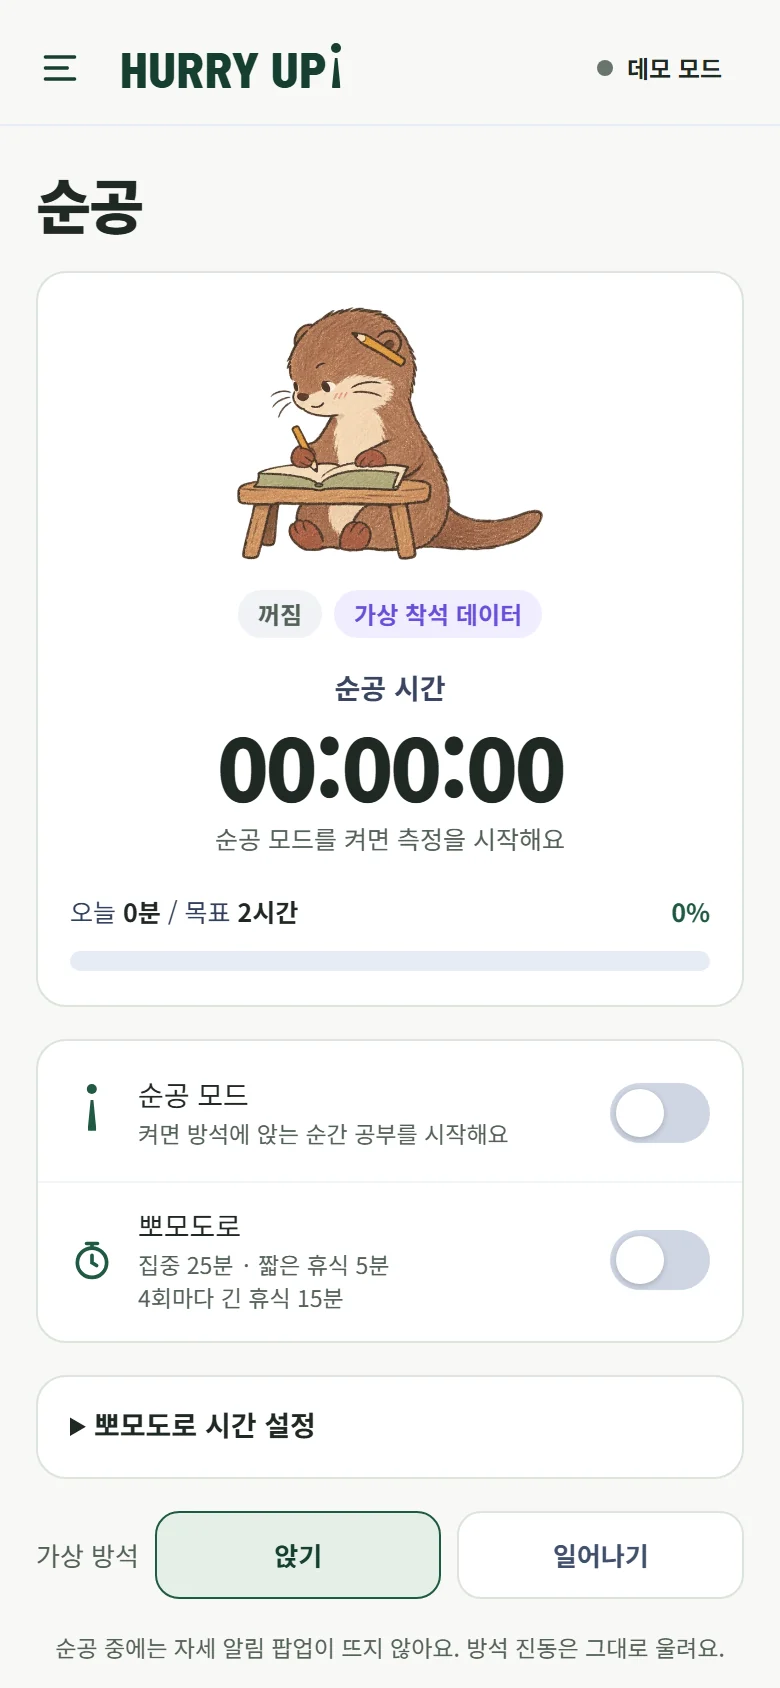 HURRY UP¡
데모 모드
순공
꺼짐
가상 착석 데이터
순공 시간
00:00:00
순공 모드를 켜면 측정을 시작해요
오늘 0분 / 목표 2시간
0%
순공 모드
켜면 방석에 앉는 순간 공부를 시작해요
뽀모도로
집중 25분 · 짧은 휴식 5분
4회마다 긴 휴식 15분
▶ 뽀모도로 시간 설정
가상 방석
앉기
일어나기
순공 중에는 자세 알림 팝업이 뜨지 않아요. 방석 진동은 그대로 울려요.